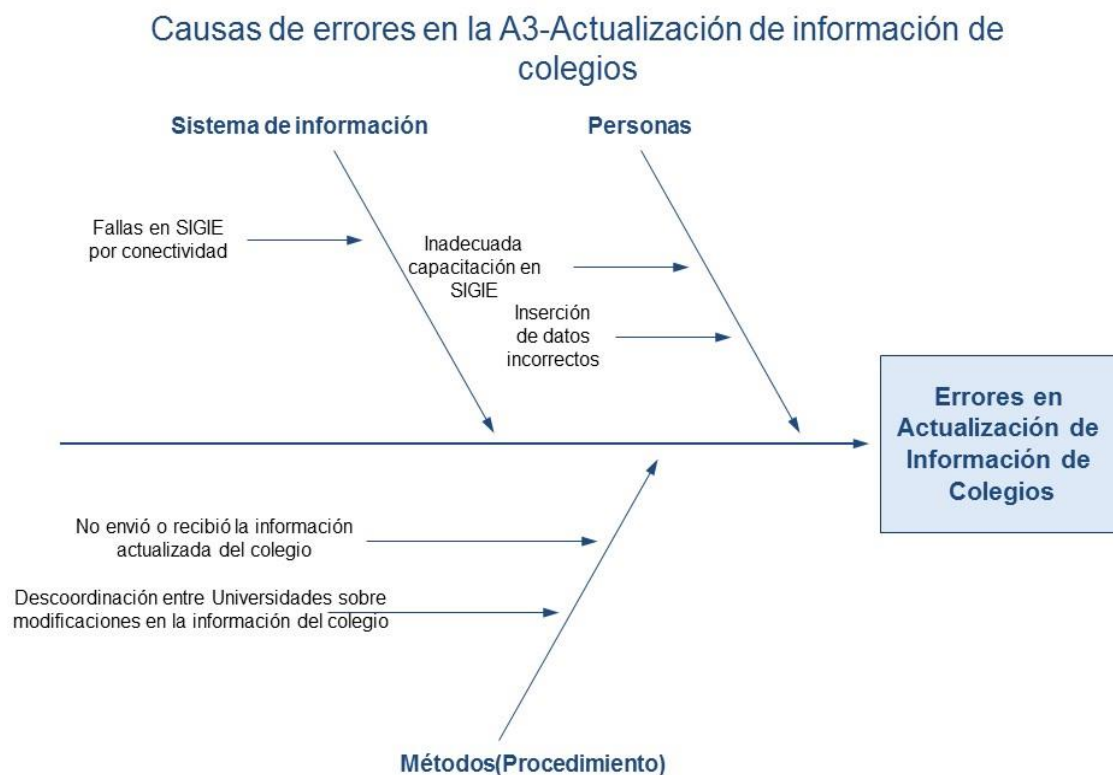 Causas de errores en la A3-Actualización de información de
colegios
Sistema de información
Personas
Fallas en SIGIE
por conectividad
Inadecuada
capacitación en
SIGIE
Inserción
de datos
incorrectos
Errores en
Actualización de
Información de
Colegios
No envió o recibió la información
actualizada del colegio
Descoordinación entre Universidades sobre
modificaciones en la información del colegio
Métodos(Procedimiento)